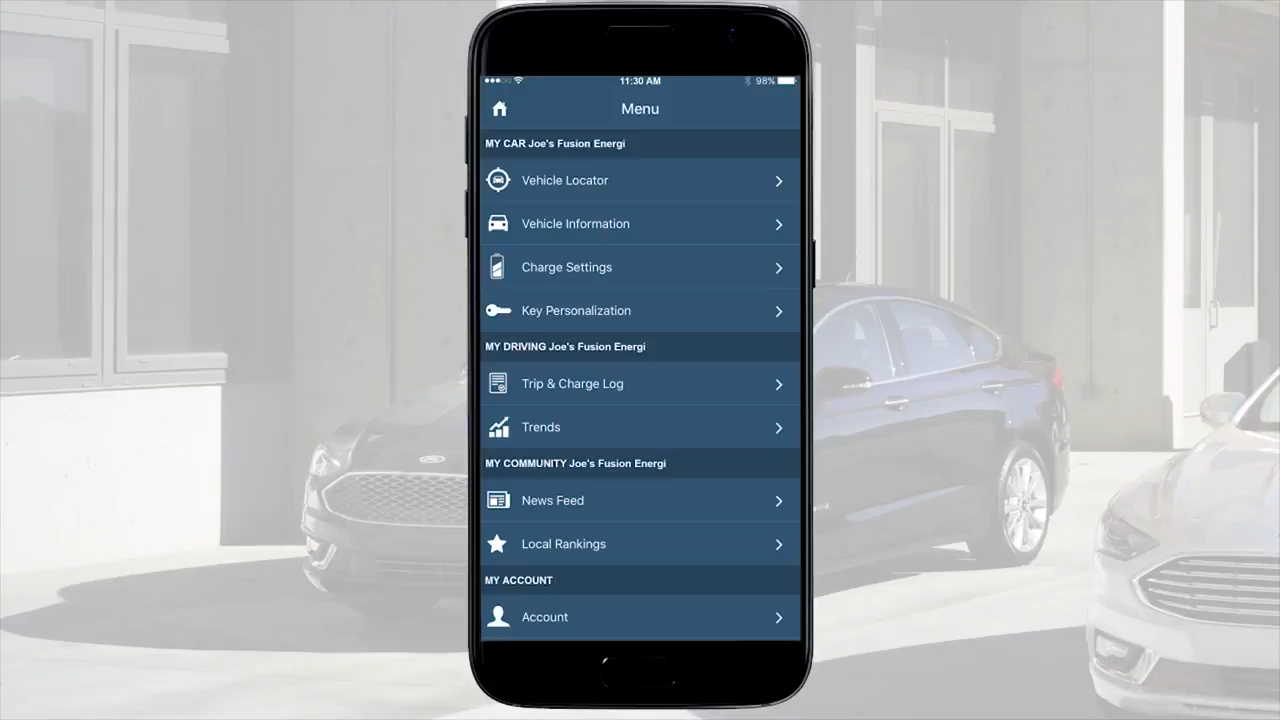 11:30 AM
98%
Menu
MY CAR Joe's Fusion Energi
Vehicle Locator
Vehicle Information
Charge Settings
Key Personalization
MY DRIVING Joe's Fusion Energi
Trip & Charge Log
Trends
MY COMMUNITY Joe's Fusion Energi
News Feed
Local Rankings
MY ACCOUNT
Account